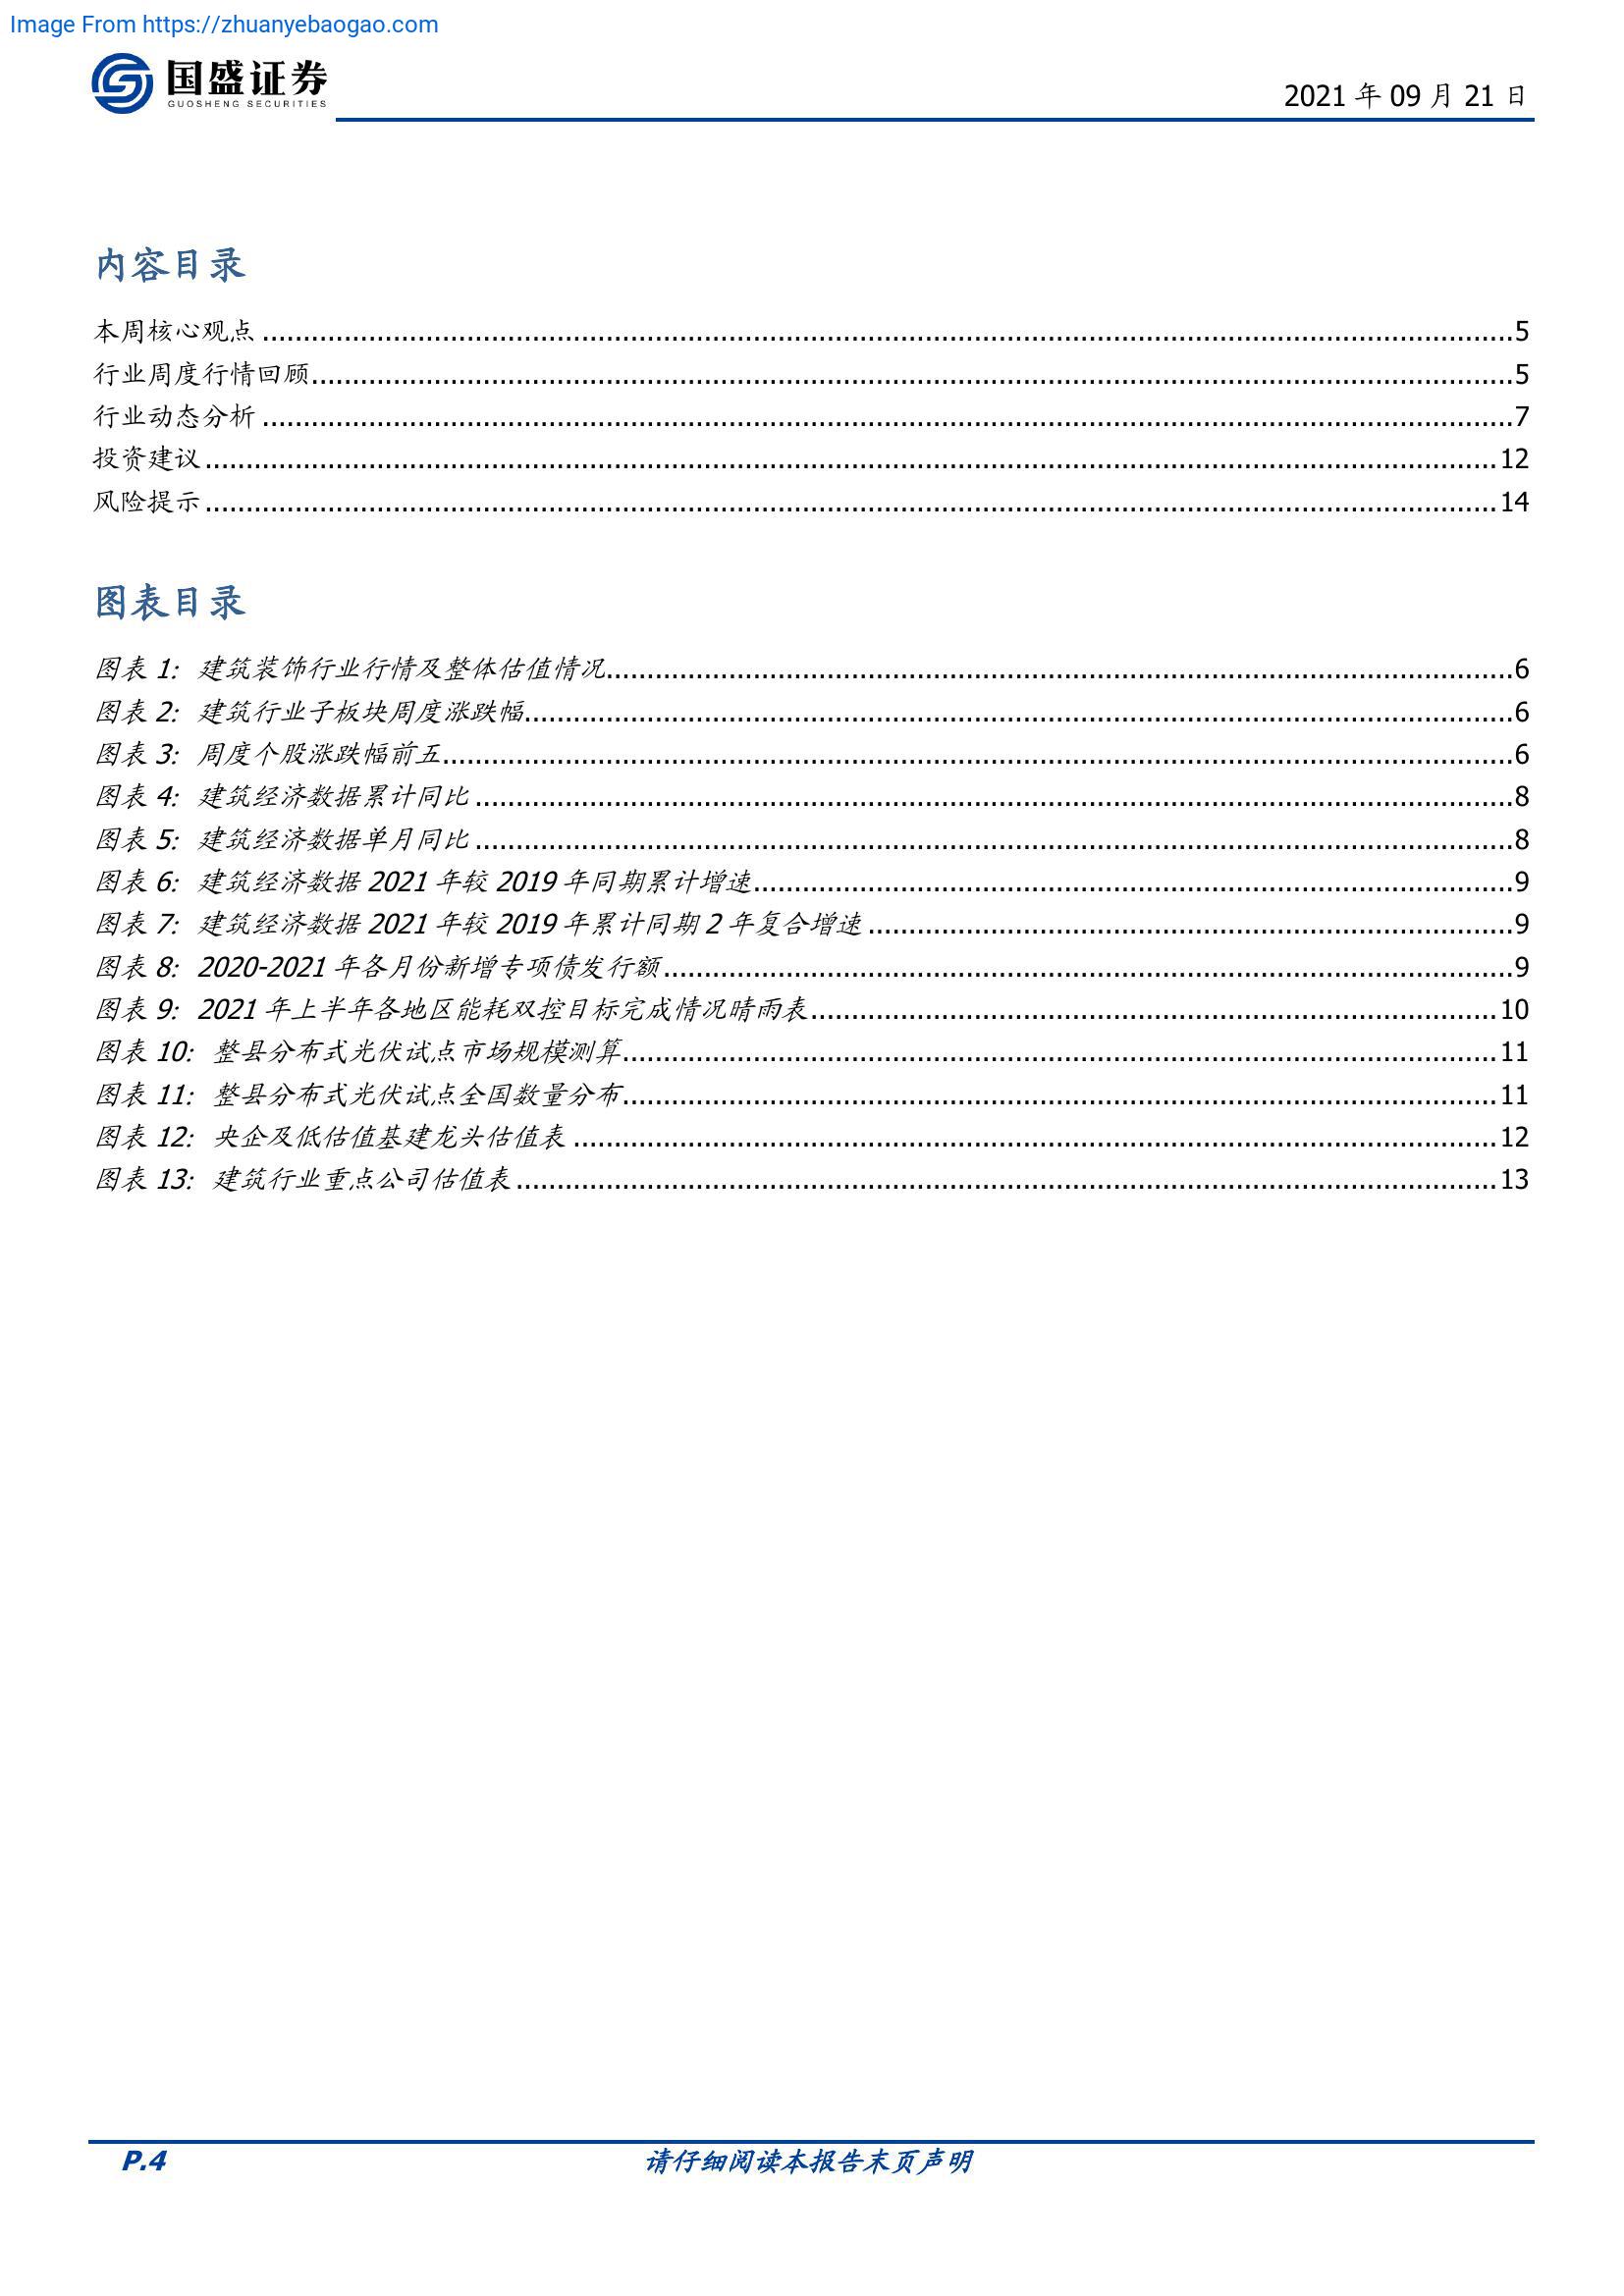 Image From https://zhuanyebaogao.com
国盛证券
GUOSHENG SECURITIES
2021 年 09 月 21 日
内容目录
本周核心观点 ........ 5
行业周度行情回顾 ........ 5
行业动态分析 ........ 7
投资建议 ........ 12
风险提示 ........ 14
图表目录
图表 1: 建筑装饰行业行情及整体估值情况 ........ 6
图表 2: 建筑行业子板块周度涨跌幅 ........ 6
图表 3: 周度个股涨跌幅前五 ........ 6
图表 4: 建筑经济数据累计同比 ........ 8
图表 5: 建筑经济数据单月同比 ........ 8
图表 6: 建筑经济数据 2021 年较 2019 年同期累计增速 ........ 9
图表 7: 建筑经济数据 2021 年较 2019 年累计同期 2 年复合增速 ........ 9
图表 8: 2020-2021 年各月份新增专项债发行额 ........ 9
图表 9: 2021 年上半年各地区能耗双控目标完成情况晴雨表 ........ 10
图表 10: 整县分布式光伏试点市场规模测算 ........ 11
图表 11: 整县分布式光伏试点全国数量分布 ........ 11
图表 12: 央企及低估值基建龙头估值表 ........ 12
图表 13: 建筑行业重点公司估值表 ........ 13
P.4
请仔细阅读本报告末页声明